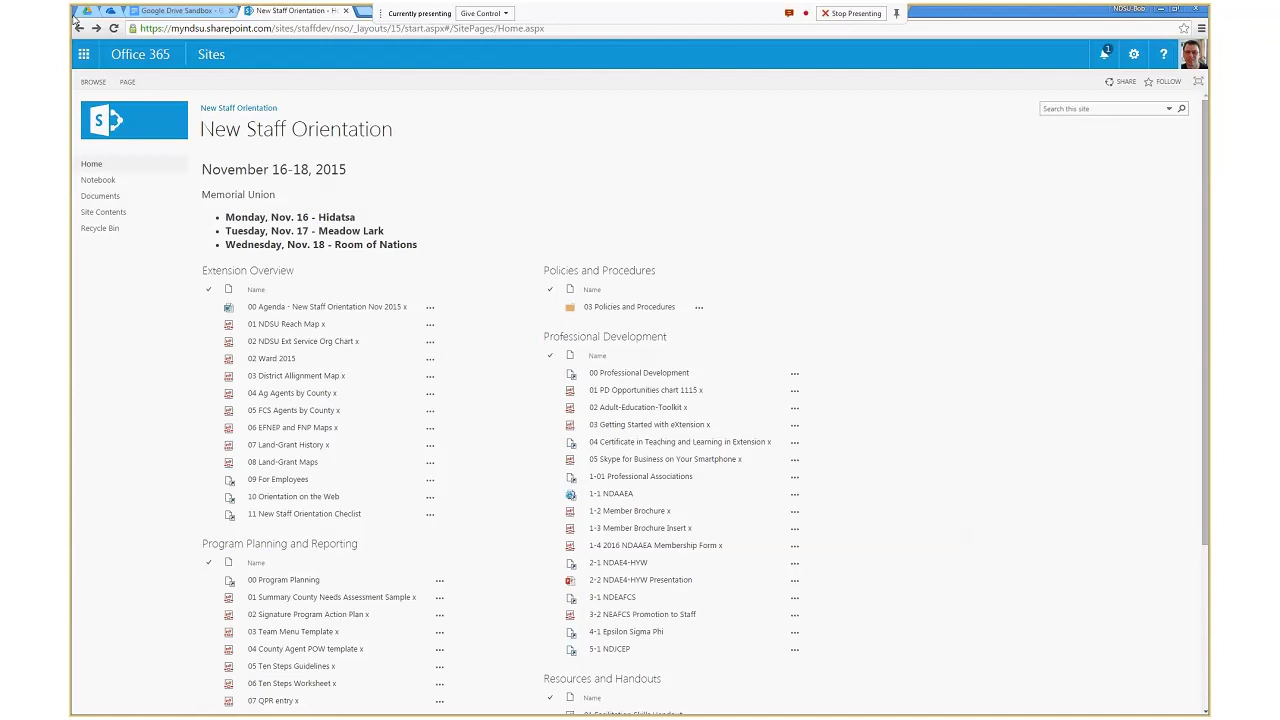 Google Drive Sandbox - G
New Staff Orientation - H
Currently presenting
Give Control
Stop Presenting
NDSU-Bob
https://myndsu.sharepoint.com/sites/staffdev/nso/_layouts/15/start.aspx#/SitePages/Home.aspx
Office 365
Sites
1
?
BROWSE
PAGE
SHARE
FOLLOW
S
New Staff Orientation
New Staff Orientation
Search this site
Home
Notebook
Documents
Site Contents
Recycle Bin
November 16-18, 2015
Memorial Union
• Monday, Nov. 16 - Hidatsa
• Tuesday, Nov. 17 - Meadow Lark
• Wednesday, Nov. 18 - Room of Nations
Extension Overview
Name
00 Agenda - New Staff Orientation Nov 2015 x ...
01 NDSU Reach Map x ...
02 NDSU Ext Service Org Chart x ...
02 Ward 2015 ...
03 District Allignment Map x ...
04 Ag Agents by County x ...
05 FCS Agents by County x ...
06 EFNEP and FNP Maps x ...
07 Land-Grant History x ...
08 Land-Grant Maps ...
09 For Employees ...
10 Orientation on the Web ...
11 New Staff Orientation Checklist ...
Program Planning and Reporting
Name
00 Program Planning ...
01 Summary County Needs Assessment Sample x ...
02 Signature Program Action Plan x ...
03 Team Menu Template x ...
04 County Agent POW template x ...
05 Ten Steps Guidelines x ...
06 Ten Steps Worksheet x ...
07 QPR entry x ...
Policies and Procedures
Name
03 Policies and Procedures ...
Professional Development
Name
00 Professional Development ...
01 PD Opportunities chart 1115 x ...
02 Adult-Education-Toolkit x ...
03 Getting Started with eXtension x ...
04 Certificate in Teaching and Learning in Extension x ...
05 Skype for Business on Your Smartphone x ...
1-01 Professional Associations ...
1-1 NDAAEA ...
1-2 Member Brochure x ...
1-3 Member Brochure Insert x ...
1-4 2016 NDAAEA Membership Form x ...
2-1 NDAE4-HYW ...
2-2 NDAE4-HYW Presentation ...
3-1 NDEAFCS ...
3-2 NEAFCS Promotion to Staff ...
4-1 Epsilon Sigma Phi ...
5-1 NDJCEP ...
Resources and Handouts
Name
01 Facilitation Skills Handout